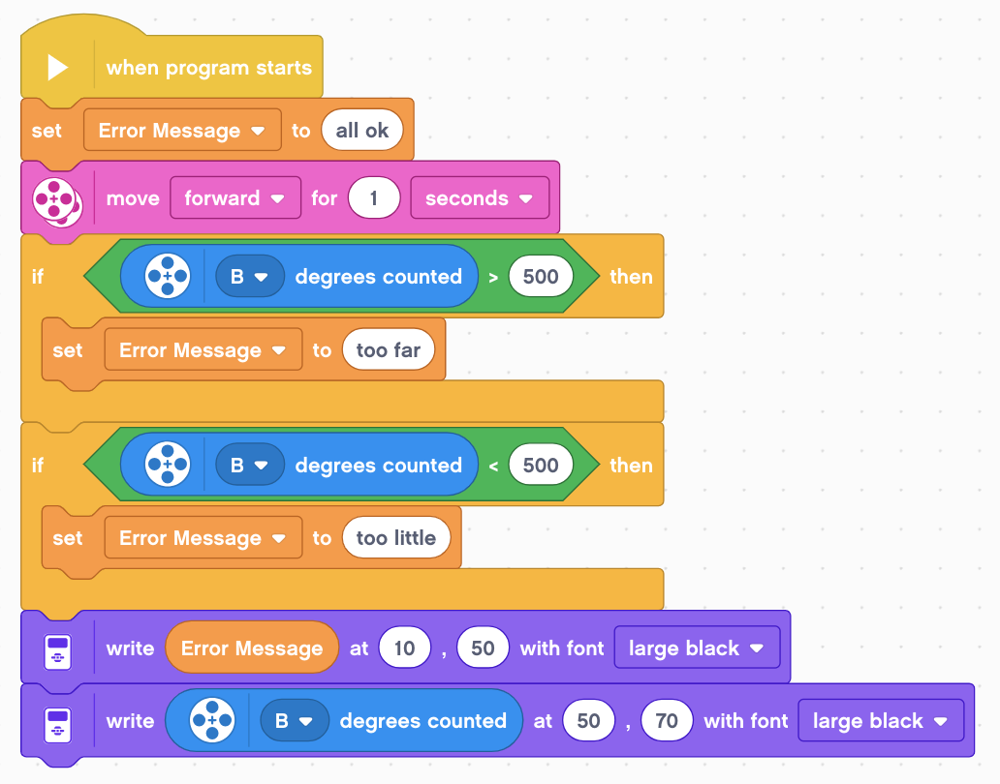 when program starts
set Error Message to all ok
move forward for 1 seconds
if B degrees counted > 500 then
set Error Message to too far
if B degrees counted < 500 then
set Error Message to too little
write Error Message at 10 , 50 with font large black
write B degrees counted at 50 , 70 with font large black